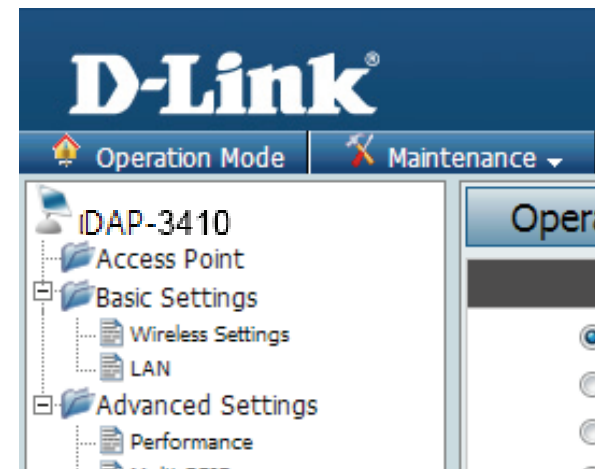 D-Link®
Operation Mode Maintenance
DAP-3410
Opera
Access Point
Basic Settings
Wireless Settings
LAN
Advanced Settings
Performance